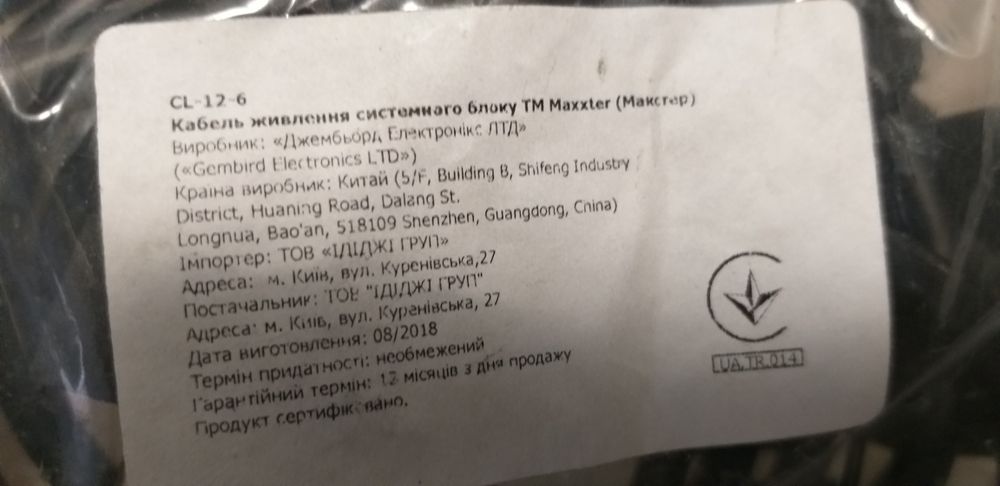 CL-12-6
Кабель живлення системного блоку ТМ Maxxter (Макстер)
Виробник: «Джембьорд Електронікс ЛТД»
(«Gembird Electronics LTD»)
Країна виробник: Китай (5/F, Building B, Shifeng Industry
District, Huaning Road, Dalang St.
Longhua, Bao'an, 518109 Shenzhen, Guangdong, China)
Імпортер: ТОВ «ІДІДЖІ ГРУП»
Адреса: м. Київ, вул. Куренівська,27
Постачальник: ТОВ "ІДІДЖІ ГРУП"
Адреса: м. Київ, вул. Куренівська, 27
Дата виготовлення: 08/2018
Термін придатності: необмежений
Гарантійний термін: 12 місяців з дня продажу
Продукт сертифіковано.
UA.TR.014